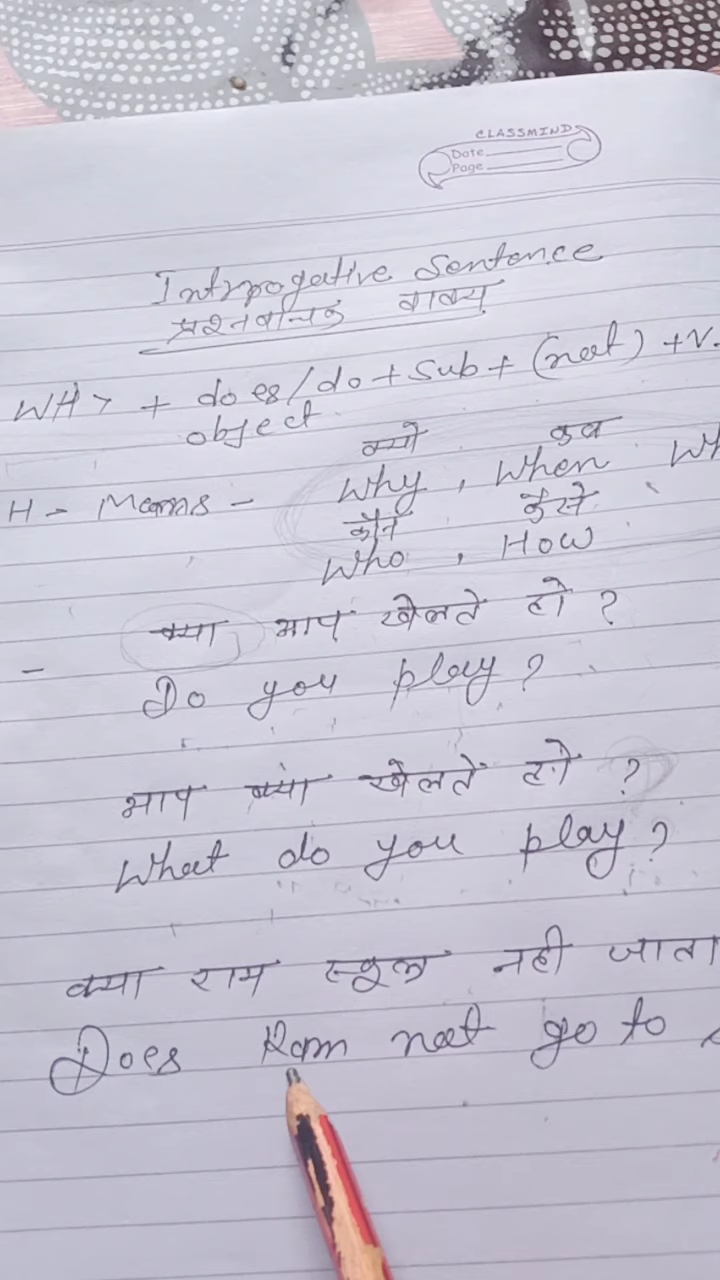 CLASSMIND
Date
Page
Intrrogative Sentence
प्रश्नवाचक वाक्य
WH > + does/do + Sub + (not) + V.
object
क्यों कब
H - Means - Why, When Wh
कौन कैसे
Who, How
क्या आप खेलते हो ?
- Do you play ?
आप क्या खेलते हो ?
What do you play ?
क्या राम स्कूल नही जाता
Does Ram not go to